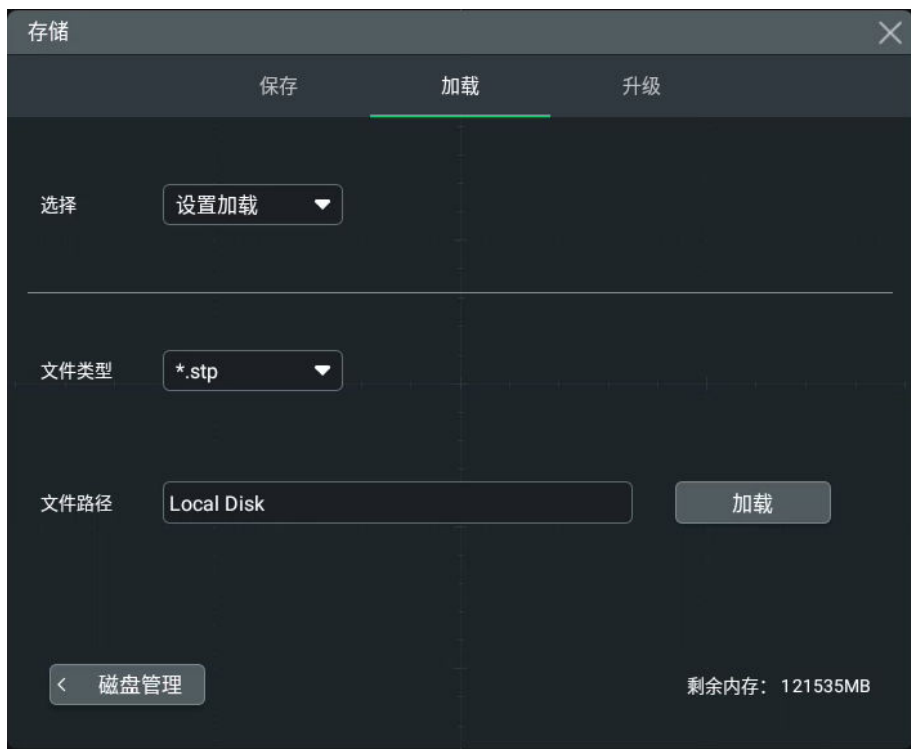 存储
保存 加载 升级
选择 设置加载
文件类型 *.stp
文件路径 Local Disk 加载
磁盘管理 剩余内存： 121535MB